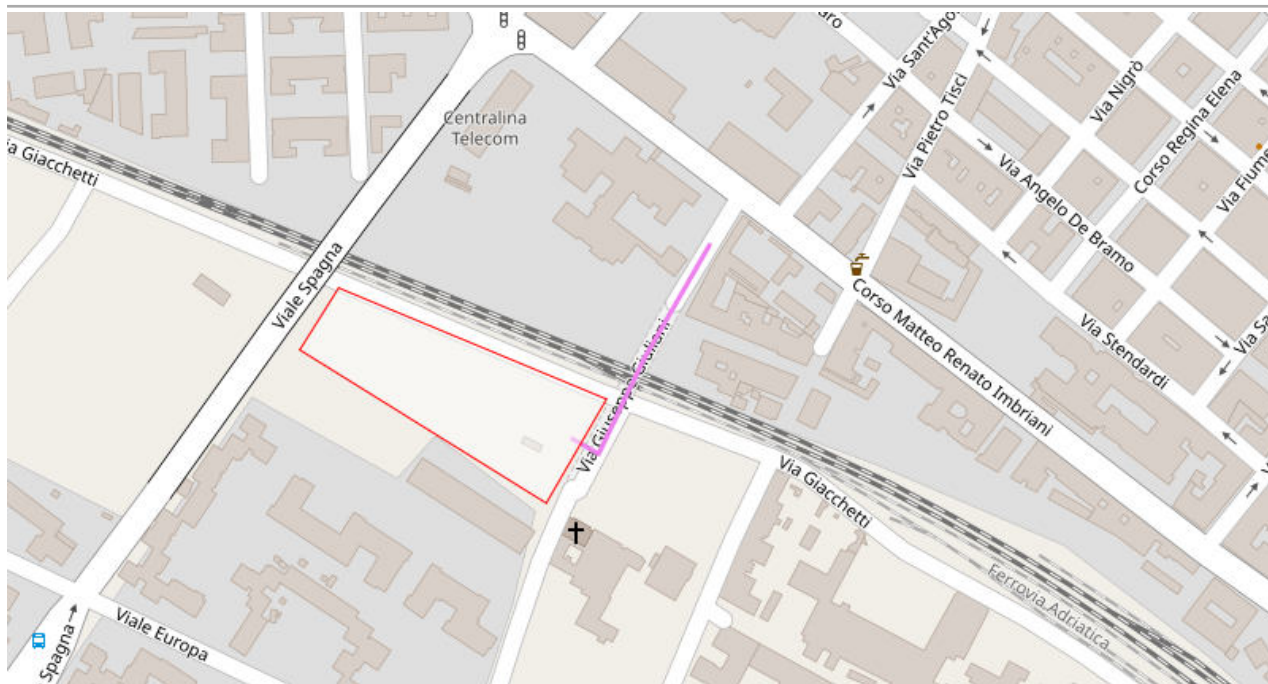 Via Sant'Ago
Via Pietro Tisci
Via Nigrò
Corso Regina Elena
Via Fiume
Centralina
Telecom
Via Angelo De Bramo
Giacchetti
Viale Spagna
Via Giuseppe Giuliani
Corso Matteo Renato Imbriani
Via Stendardi
Via Sa
Via Giacchetti
Ferrovia Adriatica
Viale Europa
Spagna